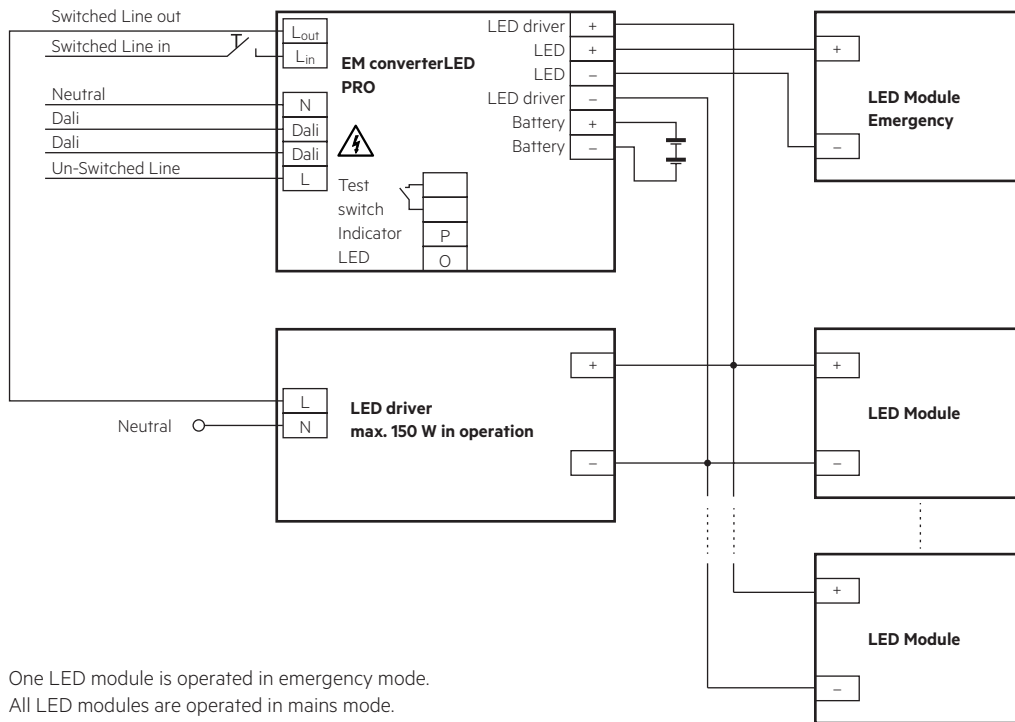 Switched Line out
Switched Line in
Neutral
Dali
Dali
Un-Switched Line
Lout
Lin
N
Dali
Dali
L
EM converterLED
PRO
Test
switch
Indicator
LED
P
O
LED driver +
LED +
LED –
LED driver –
Battery +
Battery –
+
–
LED Module
Emergency
Neutral
L
N
LED driver
max. 150 W in operation
+
–
+
–
LED Module
+
–
LED Module
One LED module is operated in emergency mode.
All LED modules are operated in mains mode.